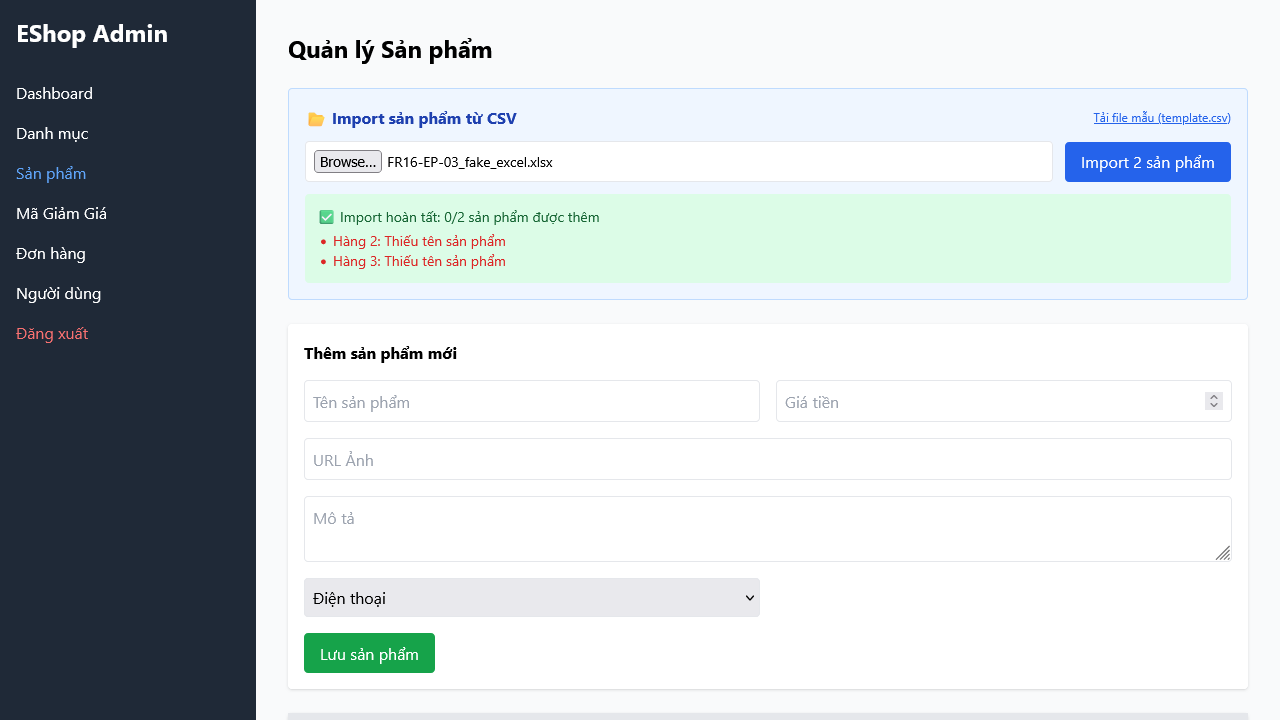 EShop Admin
Dashboard
Danh mục
Sản phẩm
Mã Giảm Giá
Đơn hàng
Người dùng
Đăng xuất
Quản lý Sản phẩm
Import sản phẩm từ CSV
Tải file mẫu (template.csv)
Browse... FR16-EP-03_fake_excel.xlsx
Import 2 sản phẩm
Import hoàn tất: 0/2 sản phẩm được thêm
• Hàng 2: Thiếu tên sản phẩm
• Hàng 3: Thiếu tên sản phẩm
Thêm sản phẩm mới
Tên sản phẩm
Giá tiền
URL Ảnh
Mô tả
Điện thoại
Lưu sản phẩm